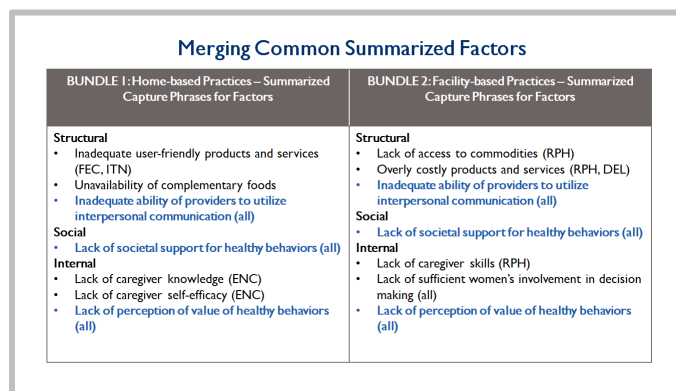 Merging Common Summarized Factors
BUNDLE 1: Home-based Practices – Summarized
Capture Phrases for Factors
Structural
• Inadequate user-friendly products and services
(FEC, ITN)
• Unavailability of complementary foods
• Inadequate ability of providers to utilize
interpersonal communication (all)
Social
• Lack of societal support for healthy behaviors (all)
Internal
• Lack of caregiver knowledge (ENC)
• Lack of caregiver self-efficacy (ENC)
• Lack of perception of value of healthy behaviors
(all)
BUNDLE 2: Facility-based Practices – Summarized
Capture Phrases for Factors
Structural
• Lack of access to commodities (RPH)
• Overly costly products and services (RPH, DEL)
• Inadequate ability of providers to utilize
interpersonal communication (all)
Social
• Lack of societal support for healthy behaviors (all)
Internal
• Lack of caregiver skills (RPH)
• Lack of sufficient women's involvement in decision
making (all)
• Lack of perception of value of healthy behaviors
(all)